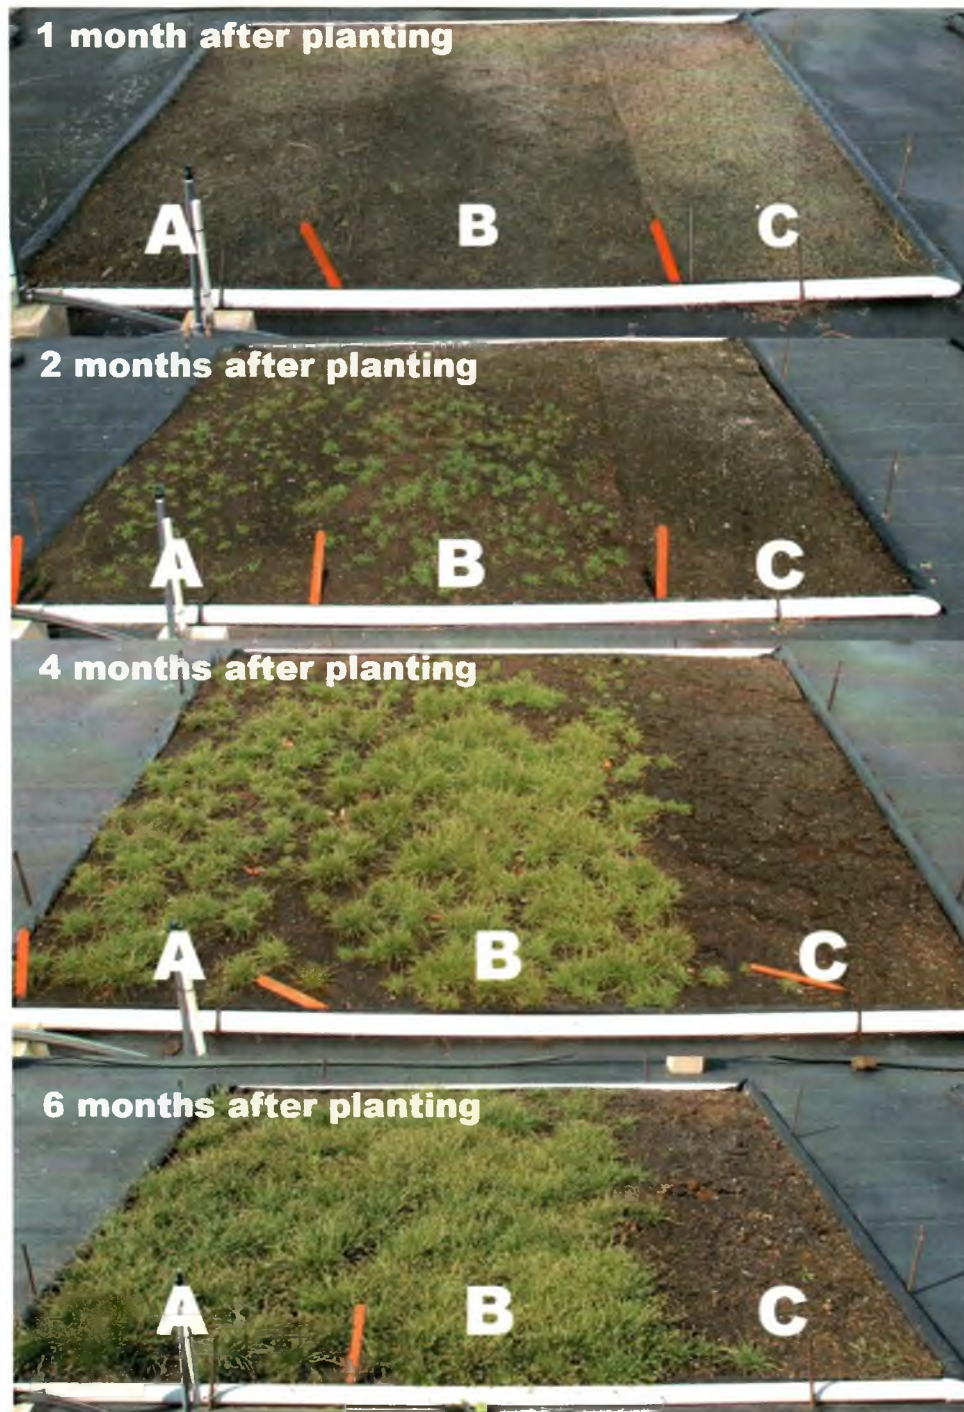 1 month after planting
A B C
2 months after planting
A B C
4 months after planting
A B C
6 months after planting
A B C